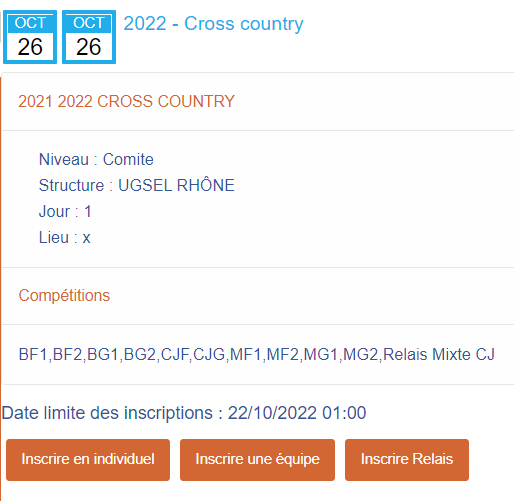 OCT OCT 2022 - Cross country
26 26
2021 2022 CROSS COUNTRY
Niveau : Comite
Structure : UGSEL RHÔNE
Jour : 1
Lieu : x
Compétitions
BF1,BF2,BG1,BG2,CJF,CJG,MF1,MF2,MG1,MG2,Relais Mixte CJ
Date limite des inscriptions : 22/10/2022 01:00
Inscrire en individuel Inscrire une équipe Inscrire Relais